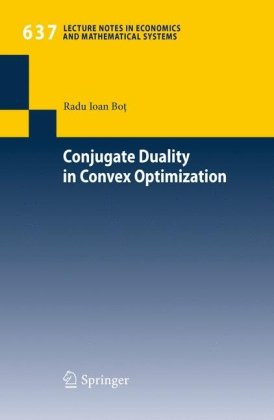 637 LECTURE NOTES IN ECONOMICS
AND MATHEMATICAL SYSTEMS
Radu Ioan Boţ
Conjugate Duality
in Convex Optimization
Springer